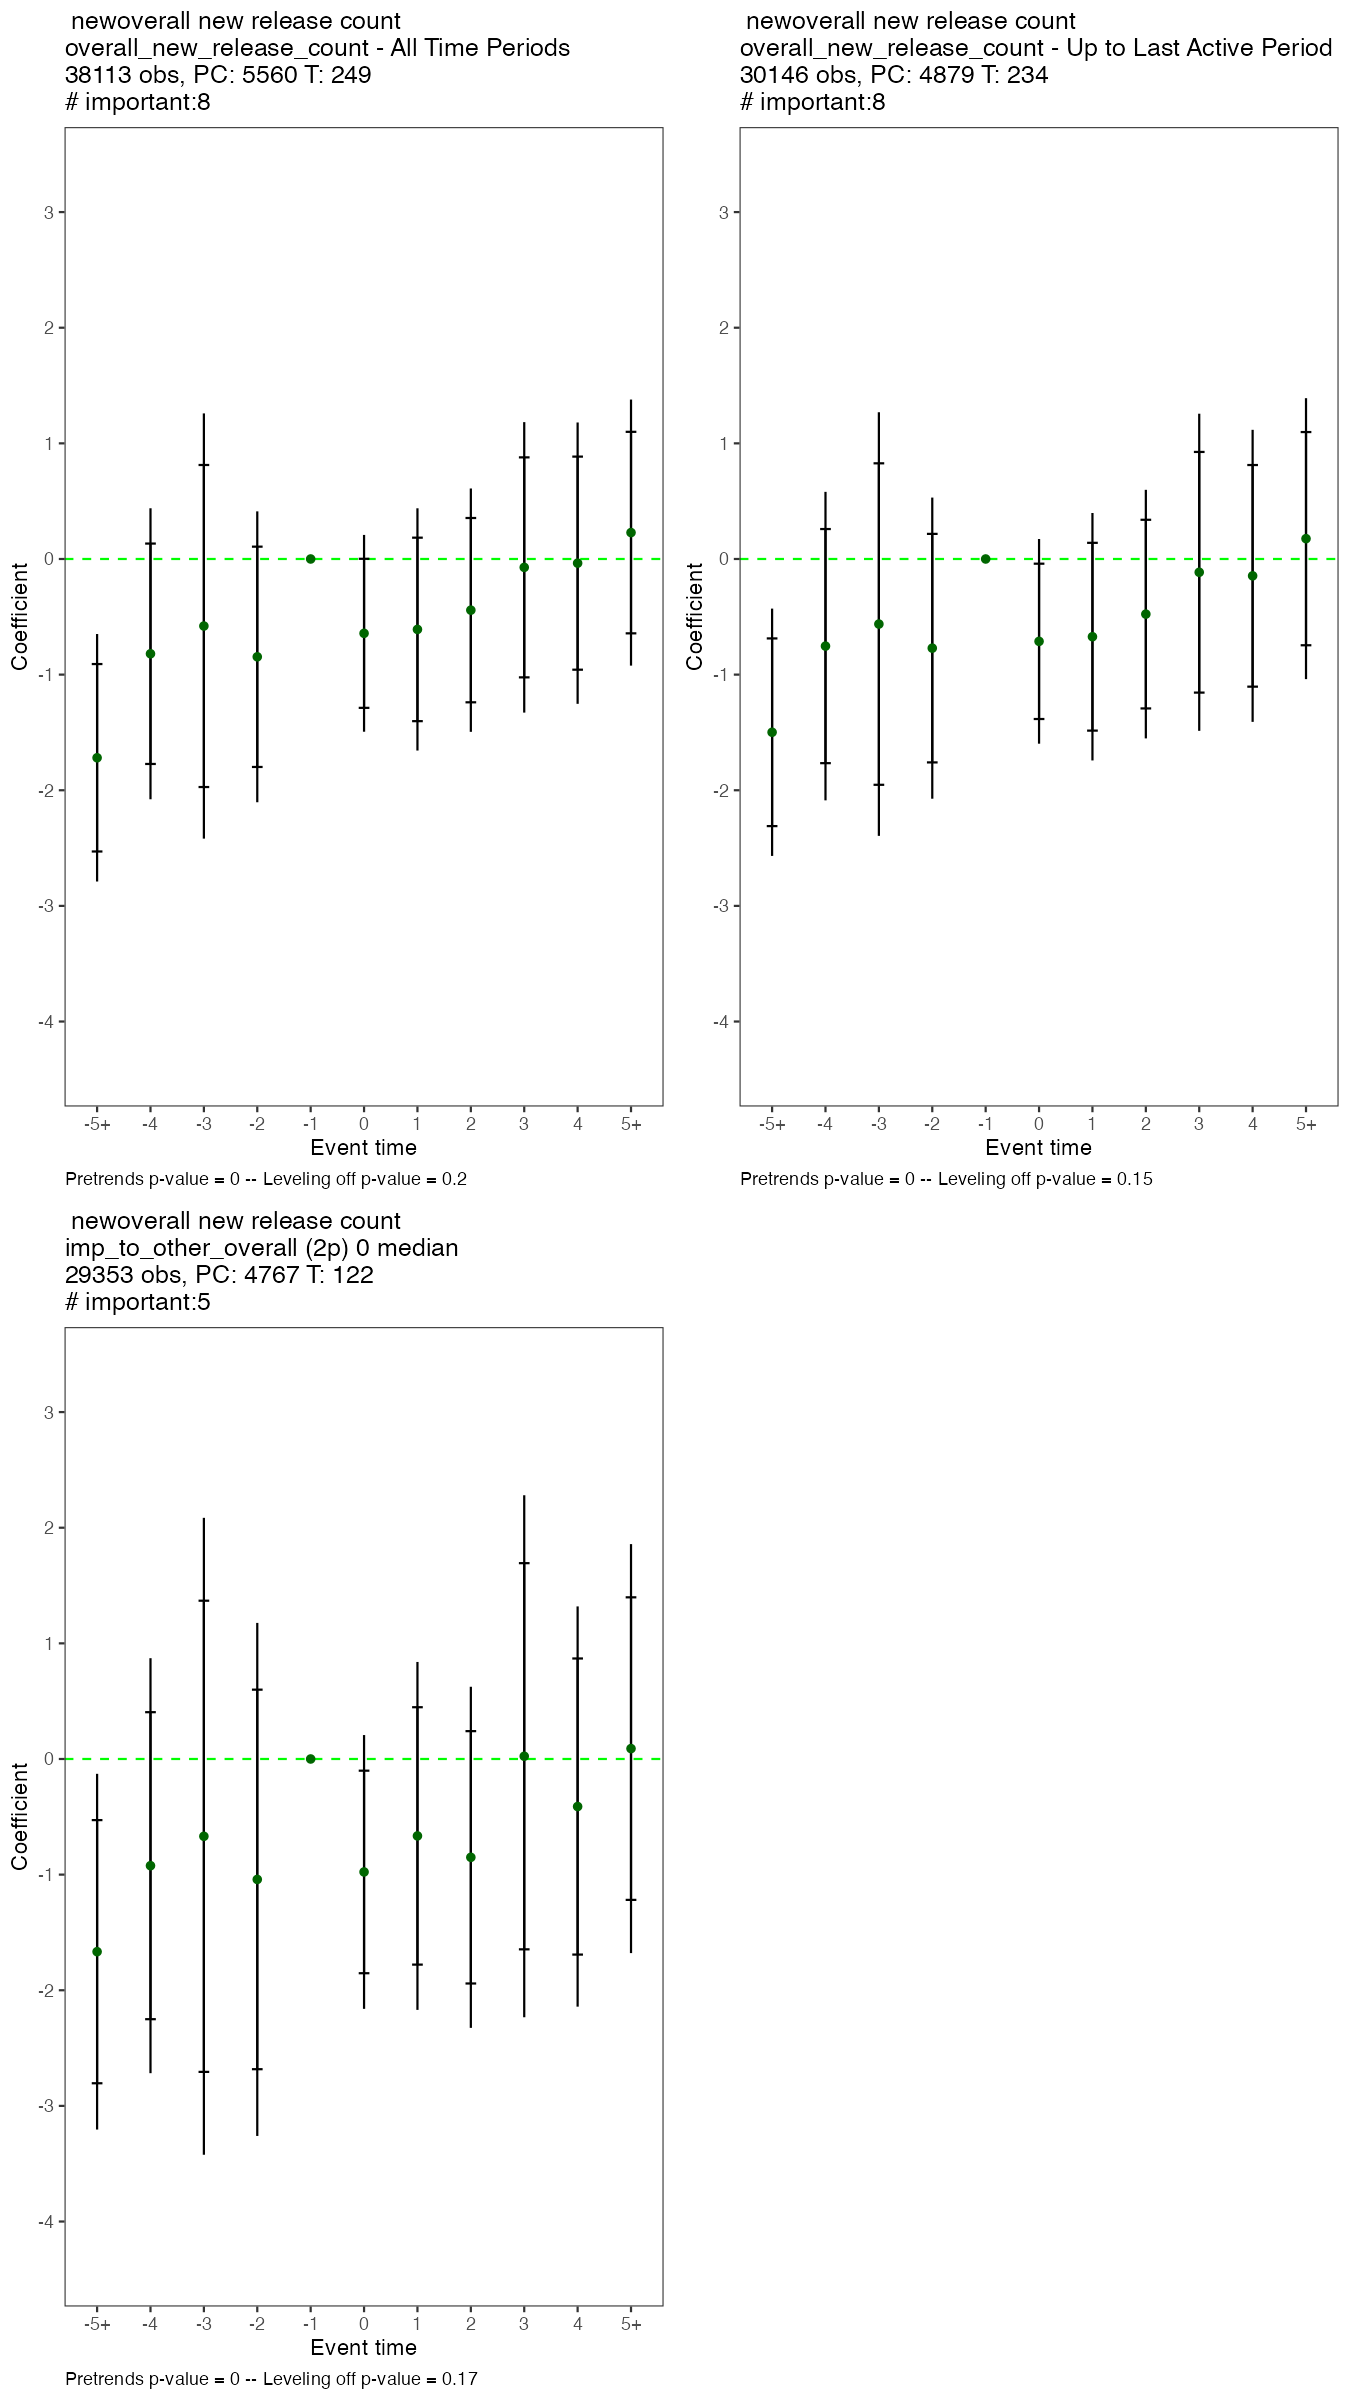 newoverall new release count
overall_new_release_count - All Time Periods
38113 obs, PC: 5560 T: 249
# important:8
3
2
1
0
-1
-2
-3
-4
Coefficient
-5+ -4 -3 -2 -1 0 1 2 3 4 5+
Event time
Pretrends p-value = 0 -- Leveling off p-value = 0.2
newoverall new release count
overall_new_release_count - Up to Last Active Period
30146 obs, PC: 4879 T: 234
# important:8
3
2
1
0
-1
-2
-3
-4
Coefficient
-5+ -4 -3 -2 -1 0 1 2 3 4 5+
Event time
Pretrends p-value = 0 -- Leveling off p-value = 0.15
newoverall new release count
imp_to_other_overall (2p) 0 median
29353 obs, PC: 4767 T: 122
# important:5
3
2
1
0
-1
-2
-3
-4
Coefficient
-5+ -4 -3 -2 -1 0 1 2 3 4 5+
Event time
Pretrends p-value = 0 -- Leveling off p-value = 0.17